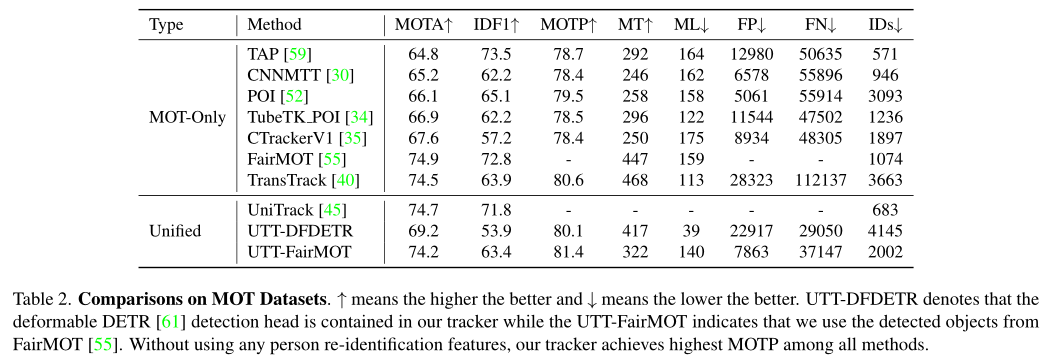 Type Method MOTA↑ IDF1↑ MOTP↑ MT↑ ML↓ FP↓ FN↓ IDs↓
TAP [59] 64.8 73.5 78.7 292 164 12980 50635 571
CNNMTT [30] 65.2 62.2 78.4 246 162 6578 55896 946
POI [52] 66.1 65.1 79.5 258 158 5061 55914 3093
MOT-Only TubeTK_POI [34] 66.9 62.2 78.5 296 122 11544 47502 1236
CTrackerV1 [35] 67.6 57.2 78.4 250 175 8934 48305 1897
FairMOT [55] 74.9 72.8 - 447 159 - - 1074
TransTrack [40] 74.5 63.9 80.6 468 113 28323 112137 3663
UniTrack [45] 74.7 71.8 - - - - - 683
Unified UTT-DFDETR 69.2 53.9 80.1 417 39 22917 29050 4145
UTT-FairMOT 74.2 63.4 81.4 322 140 7863 37147 2002
Table 2. Comparisons on MOT Datasets. ↑ means the higher the better and ↓ means the lower the better. UTT-DFDETR denotes that the
deformable DETR [61] detection head is contained in our tracker while the UTT-FairMOT indicates that we use the detected objects from
FairMOT [55]. Without using any person re-identification features, our tracker achieves highest MOTP among all methods.